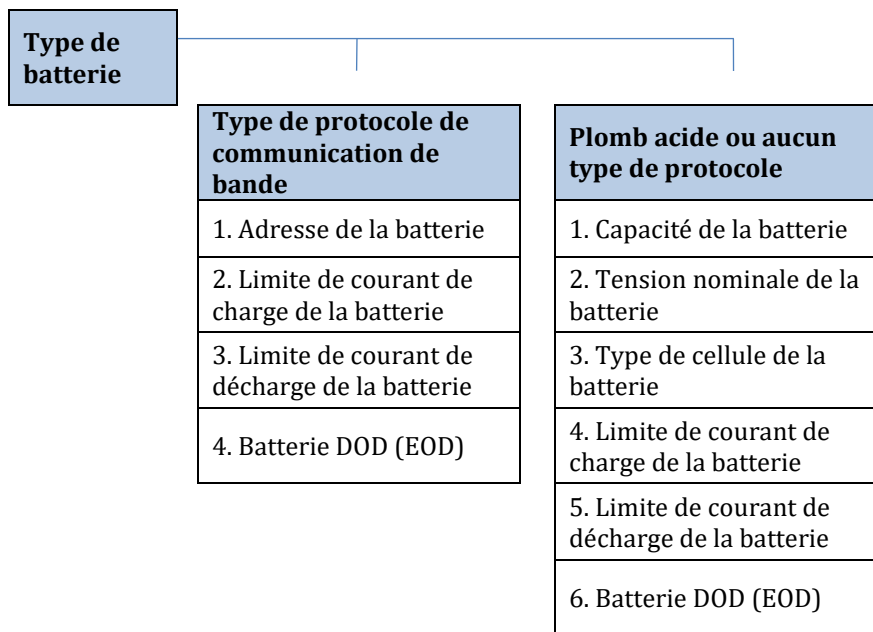 Type de
batterie
Type de protocole de
communication de
bande
1. Adresse de la batterie
2. Limite de courant de
charge de la batterie
3. Limite de courant de
décharge de la batterie
4. Batterie DOD (EOD)
Plomb acide ou aucun
type de protocole
1. Capacité de la batterie
2. Tension nominale de la
batterie
3. Type de cellule de la
batterie
4. Limite de courant de
charge de la batterie
5. Limite de courant de
décharge de la batterie
6. Batterie DOD (EOD)